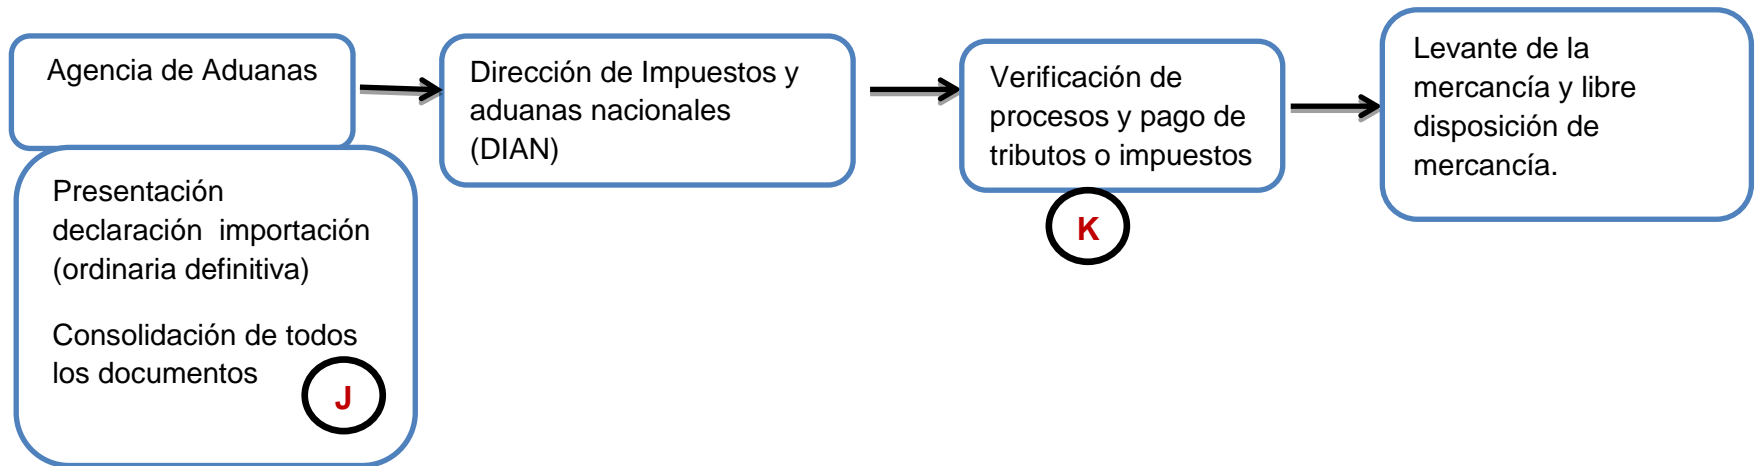 Agencia de Aduanas
Presentación
declaración importación
(ordinaria definitiva)
Consolidación de todos
los documentos
J
Dirección de Impuestos y
aduanas nacionales
(DIAN)
Verificación de
procesos y pago de
tributos o impuestos
K
Levante de la
mercancía y libre
disposición de
mercancía.